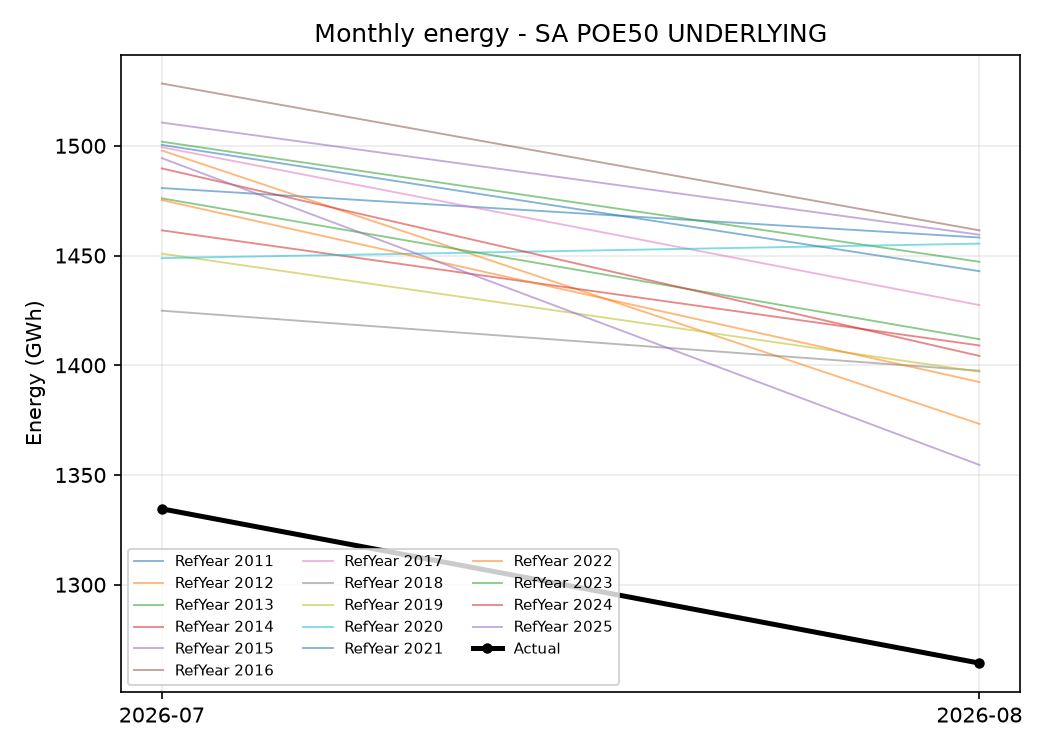 Monthly energy - SA POE50 UNDERLYING
Energy (GWh)
1500
1450
1400
1350
1300
RefYear 2011 RefYear 2017 RefYear 2022
RefYear 2012 RefYear 2018 RefYear 2023
RefYear 2013 RefYear 2019 RefYear 2024
RefYear 2014 RefYear 2020 RefYear 2025
RefYear 2015 RefYear 2021 Actual
RefYear 2016
2026-07 2026-08